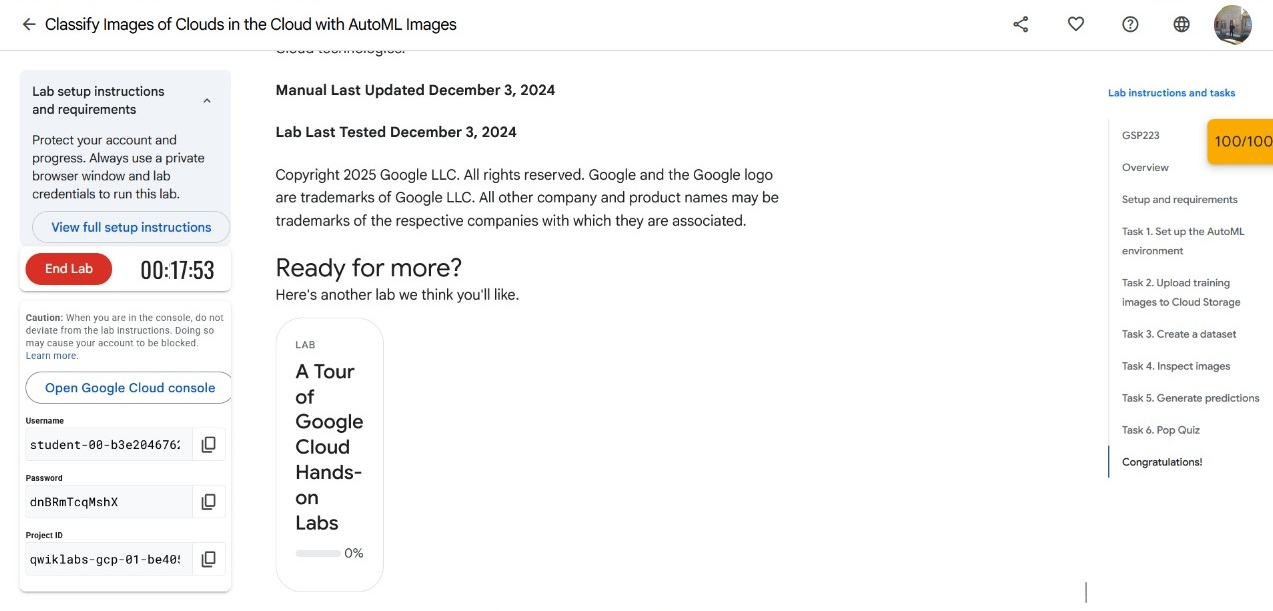 Classify Images of Clouds in the Cloud with AutoML Images
Lab setup instructions
and requirements
Protect your account and
progress. Always use a private
browser window and lab
credentials to run this lab.
View full setup instructions
End Lab
00:17:53
Caution: When you are in the console, do not
deviate from the lab instructions. Doing so
may cause your account to be blocked.
Learn more.
Open Google Cloud console
Username
student-00-b3e2046762
Password
dnBRmTcqMshX
Project ID
qwiklabs-gcp-01-be405
Cloud technologies.
Manual Last Updated December 3, 2024
Lab Last Tested December 3, 2024
Copyright 2025 Google LLC. All rights reserved. Google and the Google logo
are trademarks of Google LLC. All other company and product names may be
trademarks of the respective companies with which they are associated.
Ready for more?
Here's another lab we think you'll like.
LAB
A Tour
of
Google
Cloud
Hands-
on
Labs
0%
Lab instructions and tasks
GSP223
100/100
Overview
Setup and requirements
Task 1. Set up the AutoML
environment
Task 2. Upload training
images to Cloud Storage
Task 3. Create a dataset
Task 4. Inspect images
Task 5. Generate predictions
Task 6. Pop Quiz
Congratulations!